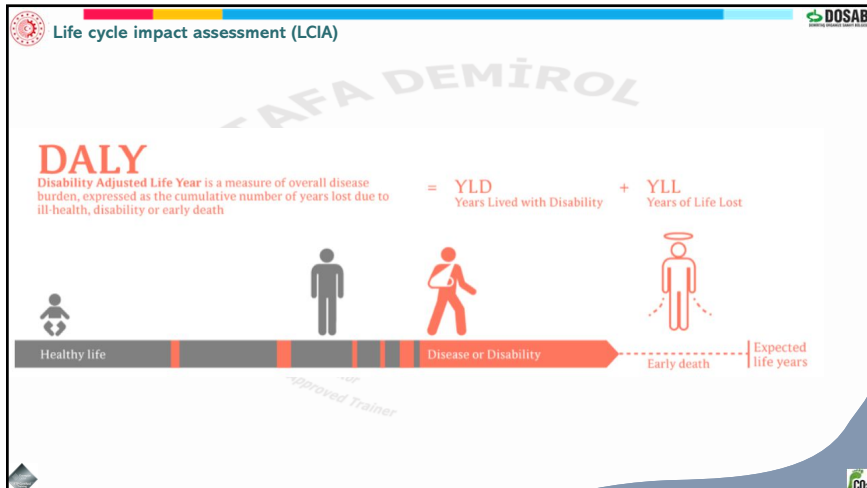 Life cycle impact assessment (LCIA)
DOSAB
AFA DEMİROL
DALY
Disability Adjusted Life Year is a measure of overall disease
burden, expressed as the cumulative number of years lost due to
ill-health, disability or early death
= YLD + YLL
Years Lived with Disability
Years of Life Lost
Healthy life
Disease or Disability
Early death
Expected
life years
Approved Trainer